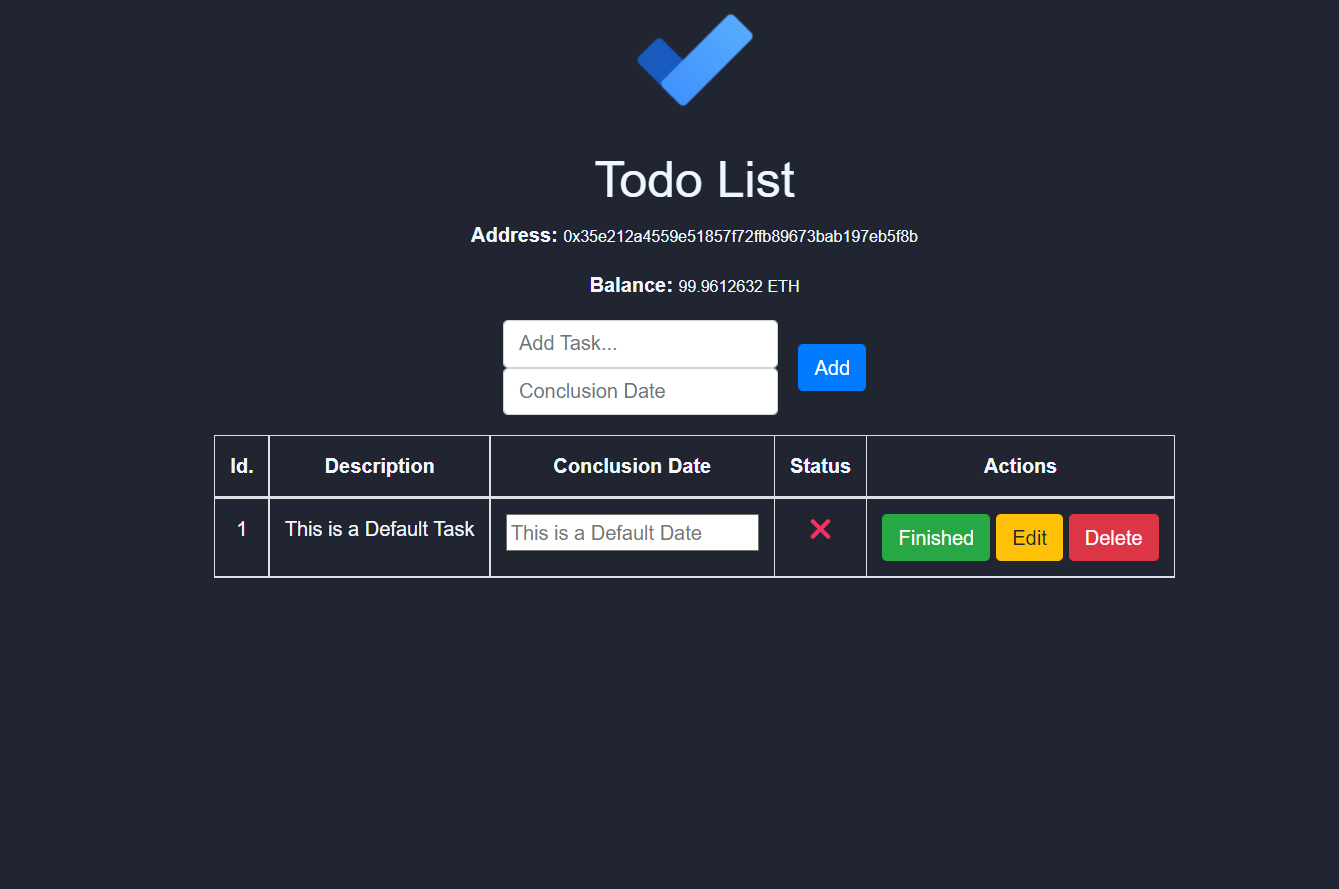 Todo List
Address: 0x35e212a4559e51857f72ffb89673bab197eb5f8b
Balance: 99.9612632 ETH
Add Task...
Conclusion Date
Add
Id. Description Conclusion Date Status Actions
1 This is a Default Task This is a Default Date Finished Edit Delete